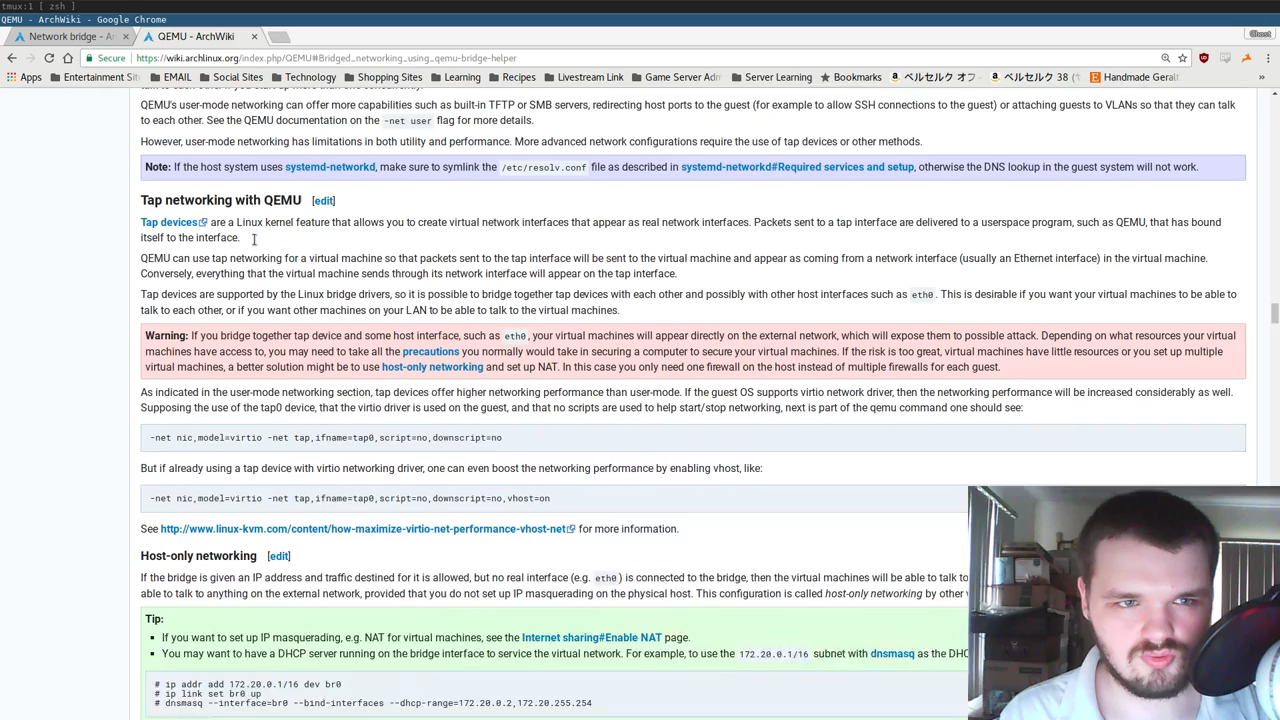 tmux:1 [ zsh ]
QEMU - ArchWiki - Google Chrome
Network bridge - A
QEMU - ArchWiki
Ghost
Secure
https://wiki.archlinux.org/index.php/QEMU#Bridged_networking_using_qemu-bridge-helper
Apps
Entertainment Sit
EMAIL
Social Sites
Technology
Shopping Sites
Learning
Recipes
Livestream Link
Game Server Adm
Server Learning
Bookmarks
ベルセルク オフ
ベルセルク 38 (
Handmade Geral
»
QEMU's user-mode networking can offer more capabilities such as built-in TFTP or SMB servers, redirecting host ports to the guest (for example to allow SSH connections to the guest) or attaching guests to VLANs so that they can talk
to each other. See the QEMU documentation on the -net user flag for more details.
However, user-mode networking has limitations in both utility and performance. More advanced network configurations require the use of tap devices or other methods.
Note: If the host system uses systemd-networkd, make sure to symlink the /etc/resolv.conf file as described in systemd-networkd#Required services and setup, otherwise the DNS lookup in the guest system will not work.
Tap networking with QEMU [edit]
Tap devices are a Linux kernel feature that allows you to create virtual network interfaces that appear as real network interfaces. Packets sent to a tap interface are delivered to a userspace program, such as QEMU, that has bound
itself to the interface.
QEMU can use tap networking for a virtual machine so that packets sent to the tap interface will be sent to the virtual machine and appear as coming from a network interface (usually an Ethernet interface) in the virtual machine.
Conversely, everything that the virtual machine sends through its network interface will appear on the tap interface.
Tap devices are supported by the Linux bridge drivers, so it is possible to bridge together tap devices with each other and possibly with other host interfaces such as eth0. This is desirable if you want your virtual machines to be able to
talk to each other, or if you want other machines on your LAN to be able to talk to the virtual machines.
Warning: If you bridge together tap device and some host interface, such as eth0, your virtual machines will appear directly on the external network, which will expose them to possible attack. Depending on what resources your virtual
machines have access to, you may need to take all the precautions you normally would take in securing a computer to secure your virtual machines. If the risk is too great, virtual machines have little resources or you set up multiple
virtual machines, a better solution might be to use host-only networking and set up NAT. In this case you only need one firewall on the host instead of multiple firewalls for each guest.
As indicated in the user-mode networking section, tap devices offer higher networking performance than user-mode. If the guest OS supports virtio network driver, then the networking performance will be increased considerably as well.
Supposing the use of the tap0 device, that the virtio driver is used on the guest, and that no scripts are used to help start/stop networking, next is part of the qemu command one should see:
-net nic,model=virtio -net tap,ifname=tap0,script=no,downscript=no
But if already using a tap device with virtio networking driver, one can even boost the networking performance by enabling vhost, like:
-net nic,model=virtio -net tap,ifname=tap0,script=no,downscript=no,vhost=on
See http://www.linux-kvm.com/content/how-maximize-virtio-net-performance-vhost-net for more information.
Host-only networking [edit]
If the bridge is given an IP address and traffic destined for it is allowed, but no real interface (e.g. eth0) is connected to the bridge, then the virtual machines will be able to talk to
able to talk to anything on the external network, provided that you do not set up IP masquerading on the physical host. This configuration is called host-only networking by other
Tip:
▪ If you want to set up IP masquerading, e.g. NAT for virtual machines, see the Internet sharing#Enable NAT page.
▪ You may want to have a DHCP server running on the bridge interface to service the virtual network. For example, to use the 172.20.0.1/16 subnet with dnsmasq as the DHC
# ip addr add 172.20.0.1/16 dev br0
# ip link set br0 up
# dnsmasq --interface=br0 --bind-interfaces --dhcp-range=172.20.0.2,172.20.255.254